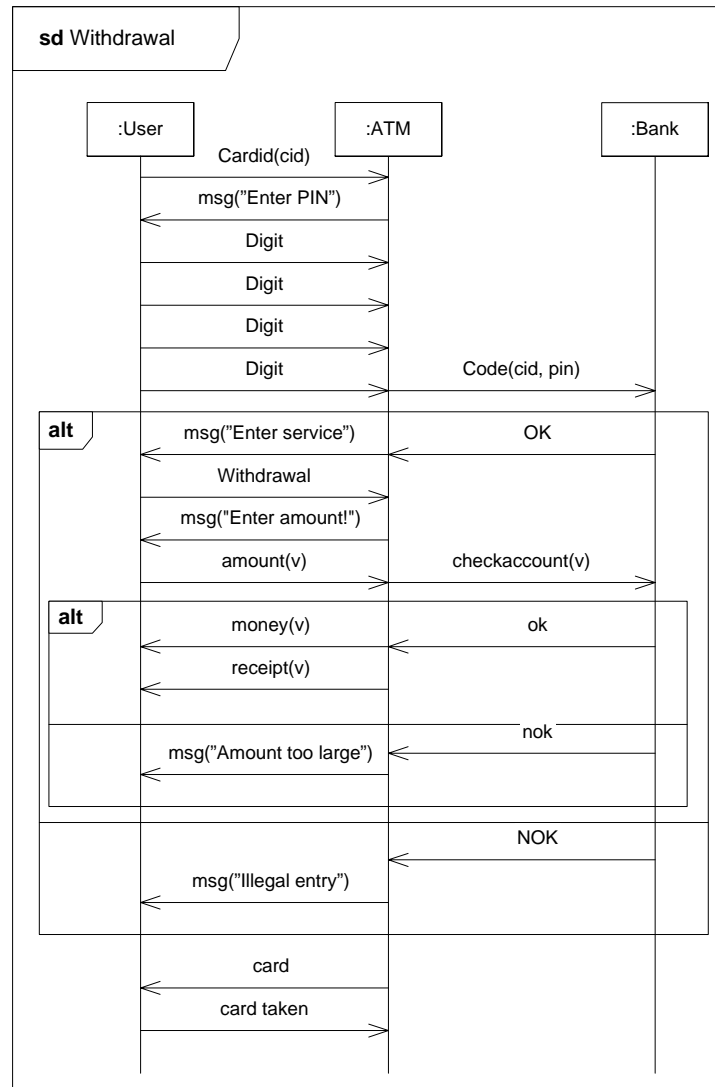 sd Withdrawal
:User :ATM :Bank
Cardid(cid)
msg(”Enter PIN”)
Digit
Digit
Digit
Digit Code(cid, pin)
alt
msg(”Enter service”) OK
Withdrawal
msg("Enter amount!")
amount(v) checkaccount(v)
alt
money(v) ok
receipt(v)
nok
msg(”Amount too large”)
NOK
msg(”Illegal entry”)
card
card taken